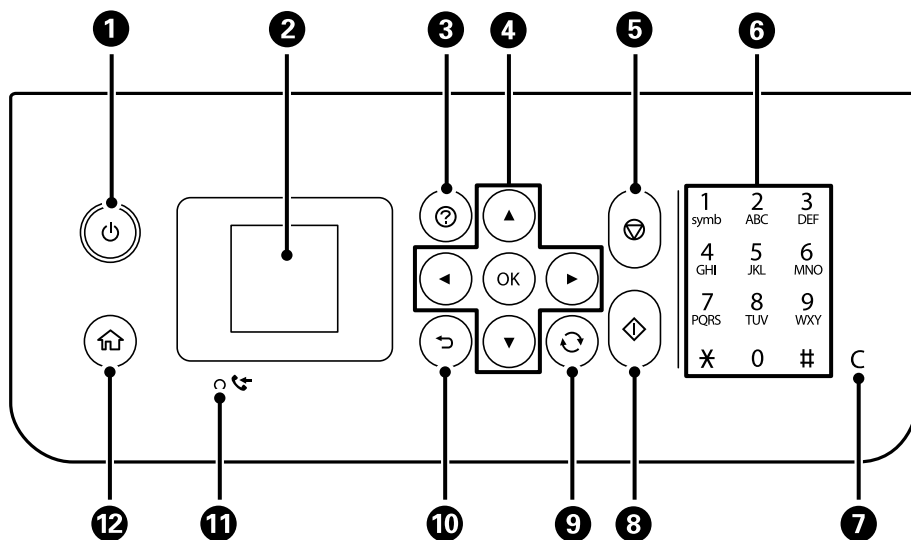 1 2 3 4 5 6
1 2 3
symb ABC DEF
4 5 6
GHI JKL MNO
OK
7 8 9
PQRS TUV WXY
* 0 #
C
12 11 10 9 8 7